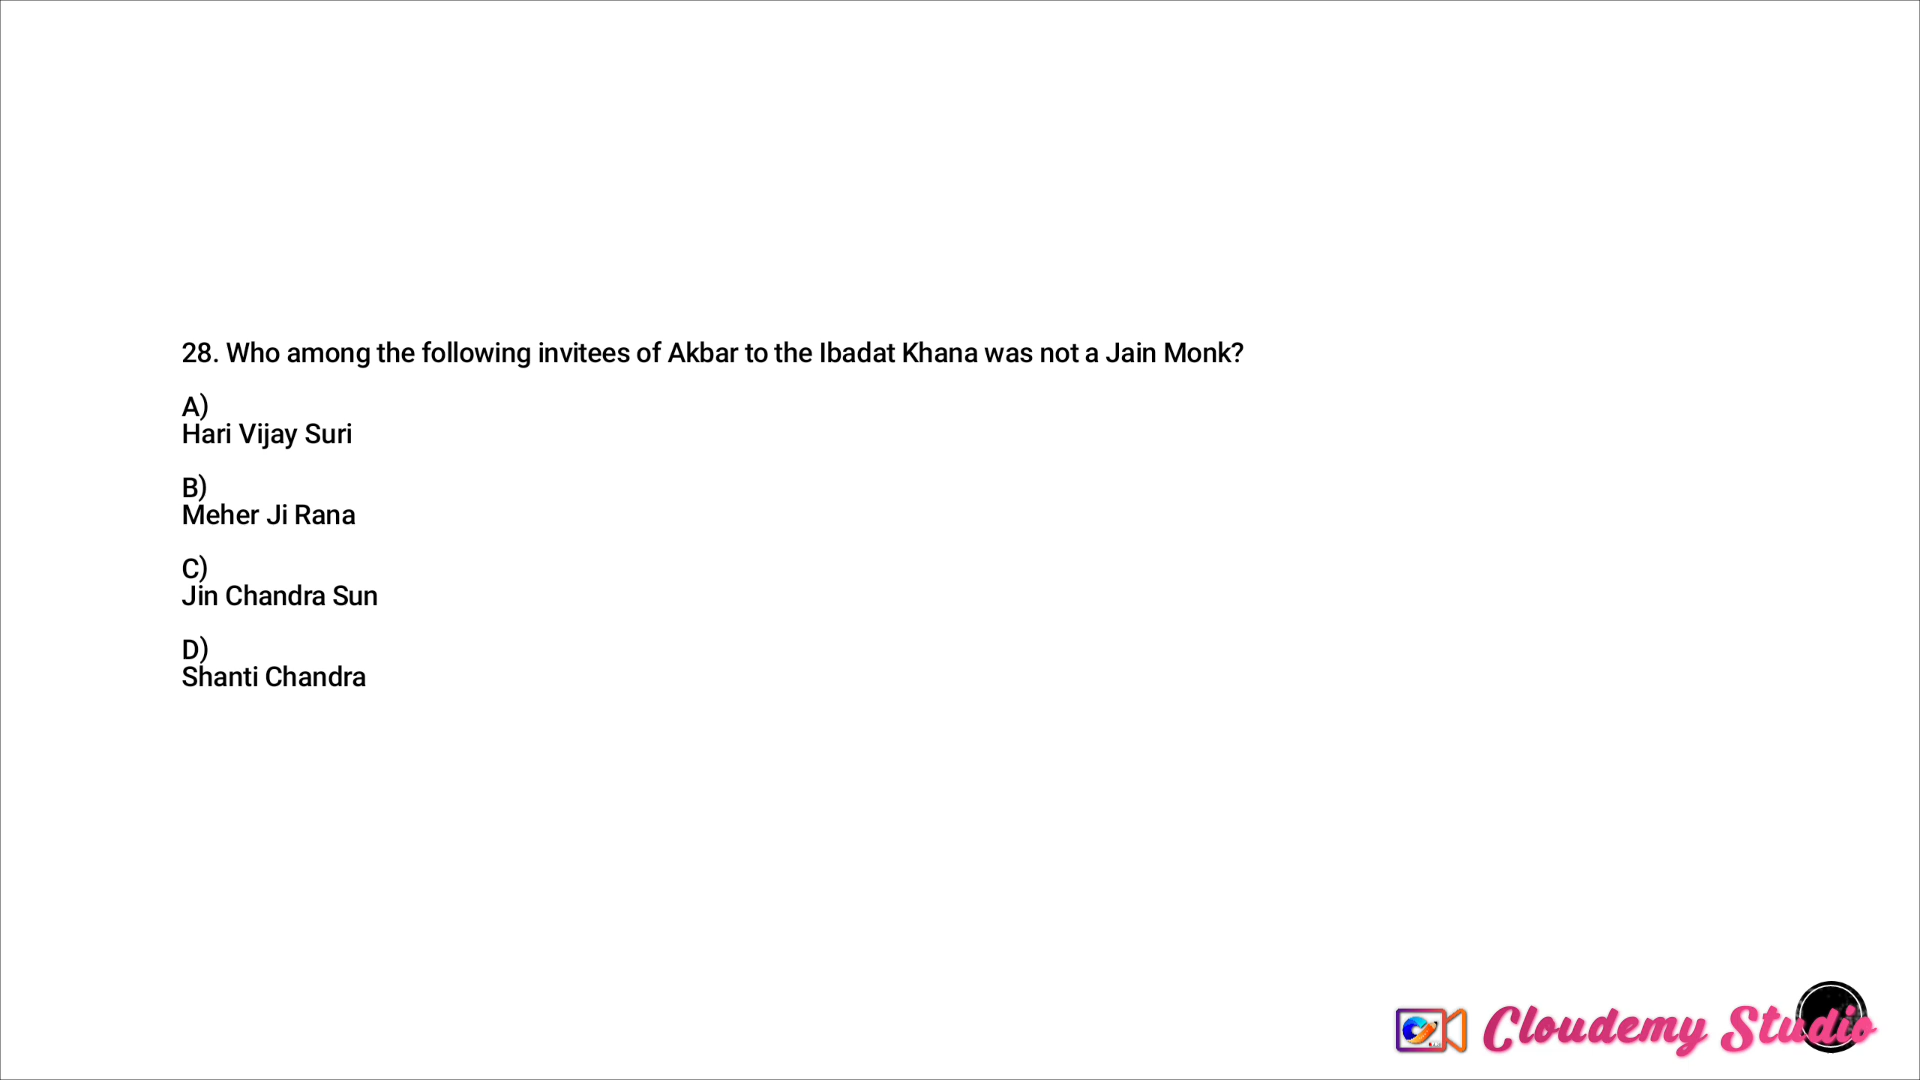 28. Who among the following invitees of Akbar to the Ibadat Khana was not a Jain Monk?
A)
Hari Vijay Suri
B)
Meher Ji Rana
C)
Jin Chandra Sun
D)
Shanti Chandra
Cloudemy Studio